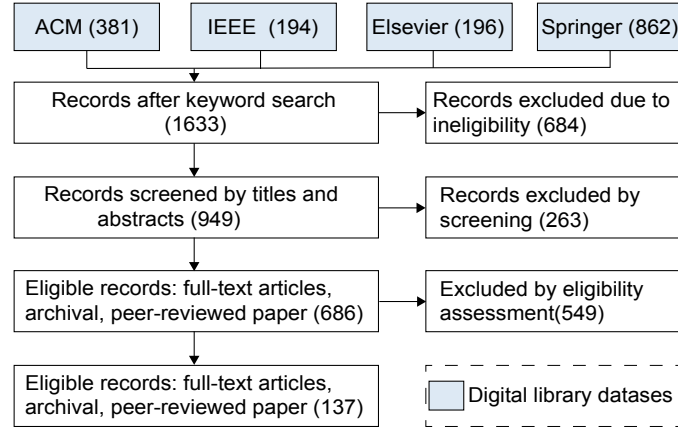 ACM (381)
IEEE (194)
Elsevier (196)
Springer (862)
Records after keyword search
(1633)
Records excluded due to
ineligibility (684)
Records screened by titles and
abstracts (949)
Records excluded by
screening (263)
Eligible records: full-text articles,
archival, peer-reviewed paper (686)
Excluded by eligibility
assessment(549)
Eligible records: full-text articles,
archival, peer-reviewed paper (137)
Digital library datases